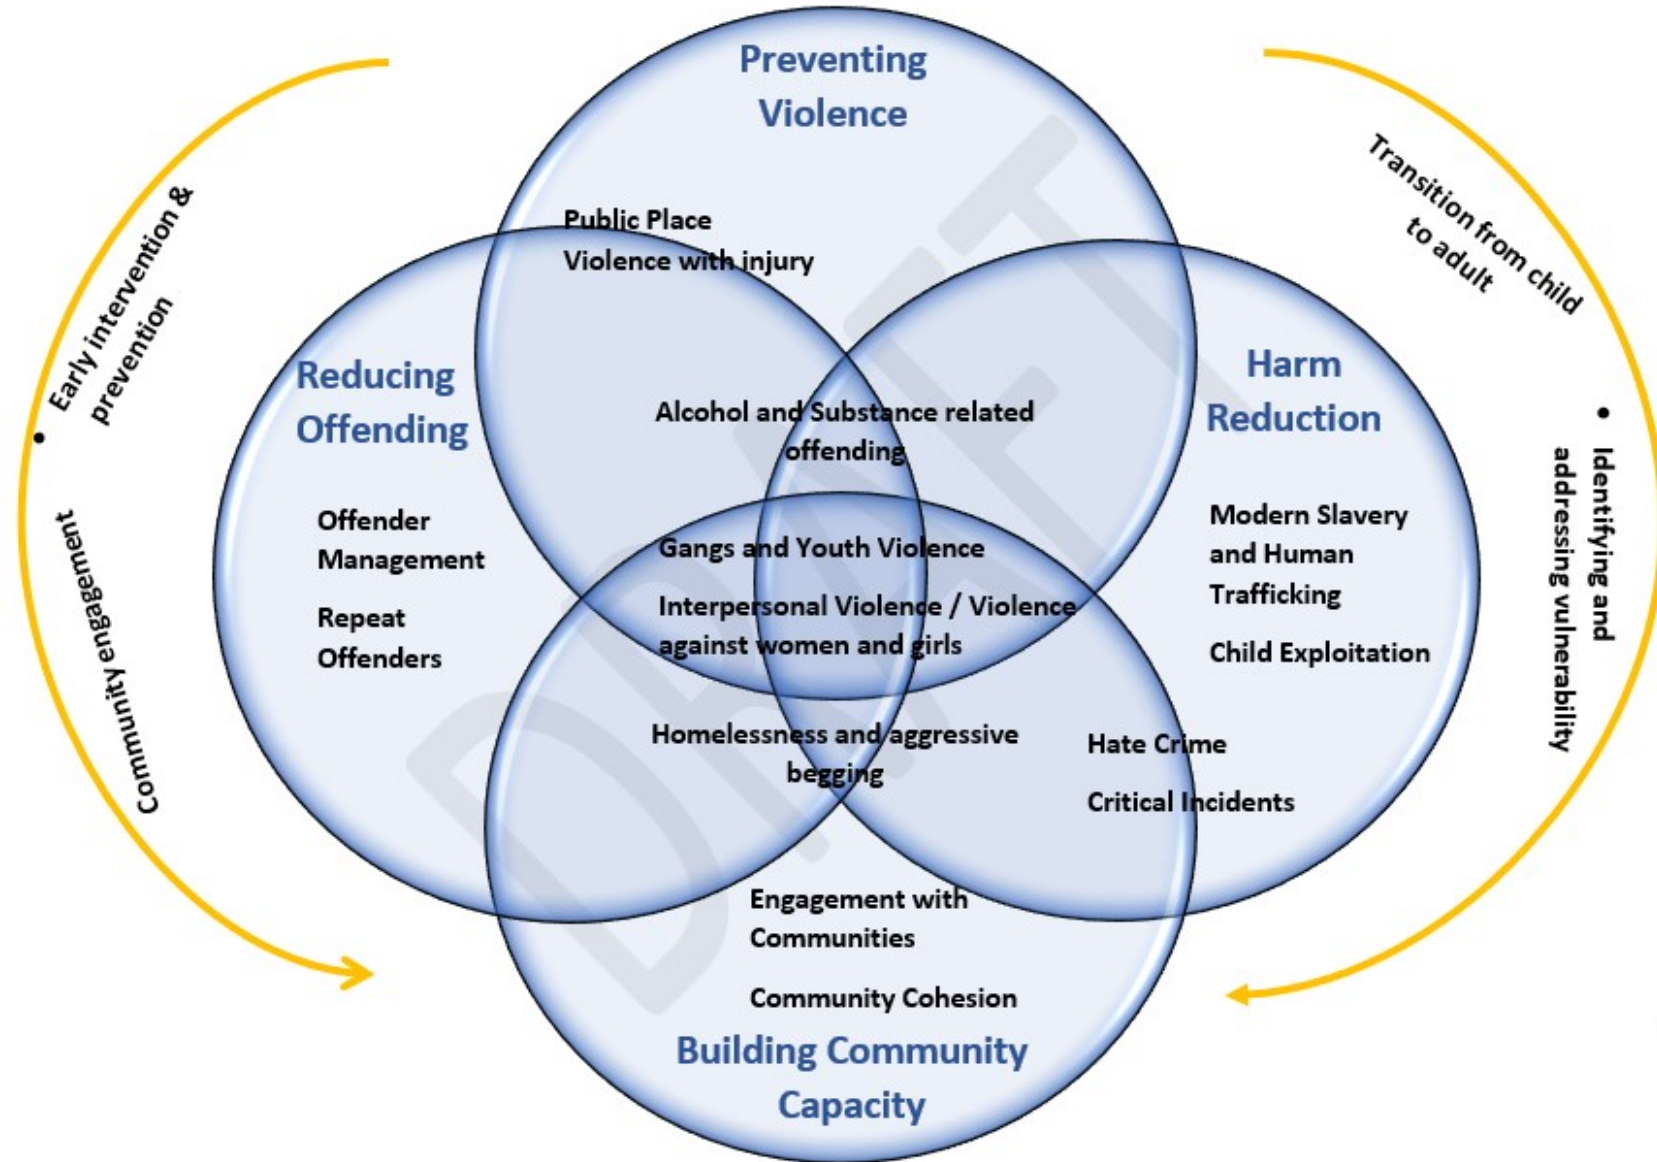 Preventing
Violence
Public Place
Violence with injury
Early intervention &
prevention
Transition from child
to adult
Reducing
Offending
Harm
Reduction
Alcohol and Substance related
offending
Offender
Management
Repeat
Offenders
Gangs and Youth Violence
Interpersonal Violence / Violence
against women and girls
Modern Slavery
and Human
Trafficking
Child Exploitation
• Identifying and
addressing vulnerability
• Community engagement
Homelessness and aggressive
begging
Hate Crime
Critical Incidents
Engagement with
Communities
Community Cohesion
Building Community
Capacity
DRAFT